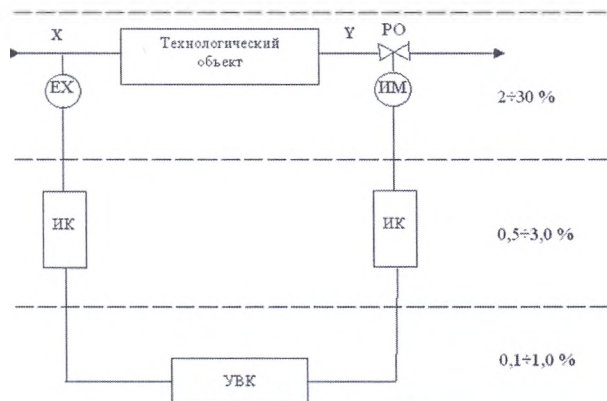 X
Технологический
объект
Y
РО
ЕХ
ИМ
2÷30 %
ИК
ИК
0,5÷3,0 %
УВК
0,1÷1,0 %